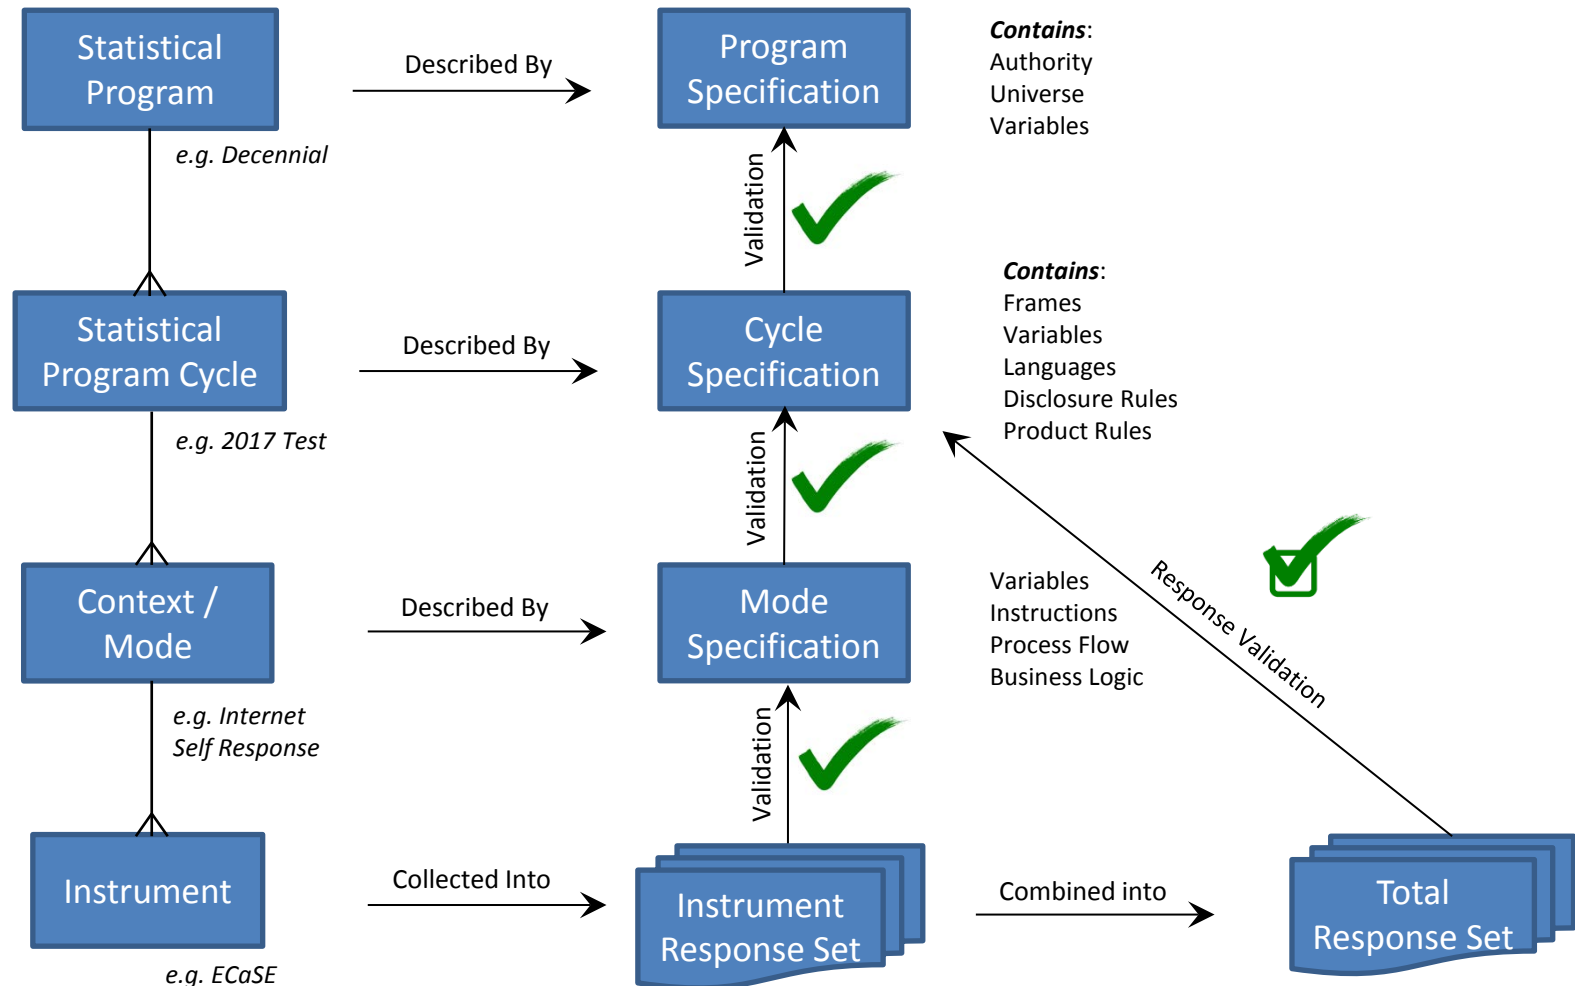 Statistical
Program
Described By
Program
Specification
Contains:
Authority
Universe
Variables
e.g. Decennial
Validation
Statistical
Program Cycle
Described By
Cycle
Specification
Contains:
Frames
Variables
Languages
Disclosure Rules
Product Rules
e.g. 2017 Test
Validation
Context /
Mode
Described By
Mode
Specification
Variables
Instructions
Process Flow
Business Logic
Response Validation
e.g. Internet
Self Response
Validation
Instrument
Collected Into
Instrument
Response Set
Combined into
Total
Response Set
e.g. ECaSE